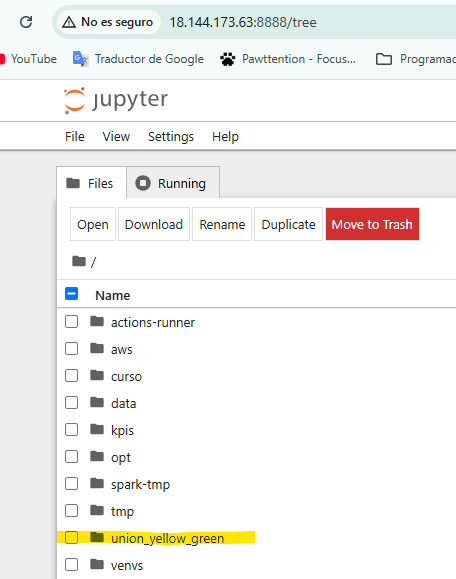 No es seguro 18.144.173.63:8888/tree
YouTube Traductor de Google Pawttention - Focus... Programac
jupyter
File View Settings Help
Files Running
Open Download Rename Duplicate Move to Trash
/
Name
actions-runner
aws
curso
data
kpis
opt
spark-tmp
tmp
union_yellow_green
venvs